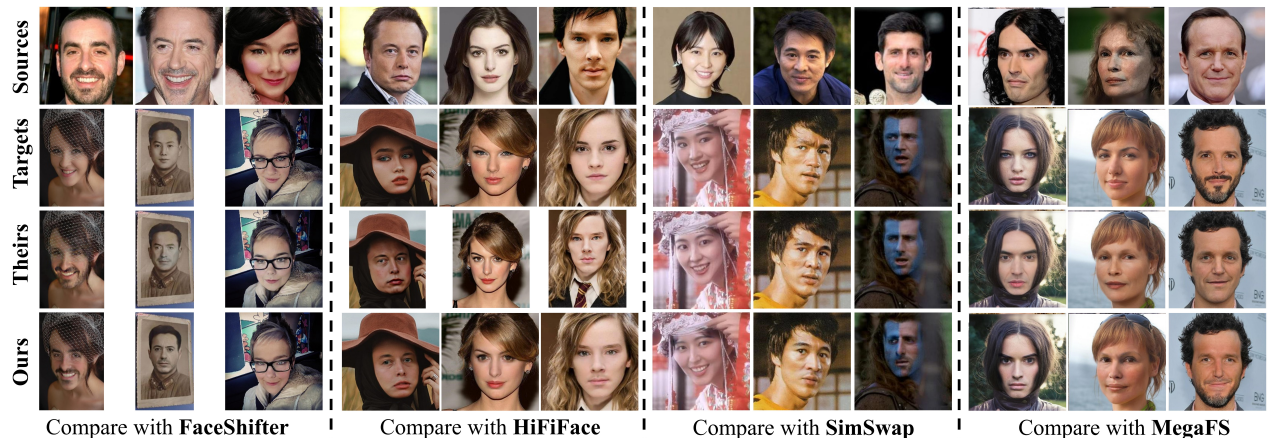 Sources
Targets
Theirs
Ours
Compare with FaceShifter
Compare with HiFiFace
Compare with SimSwap
Compare with MegaFS